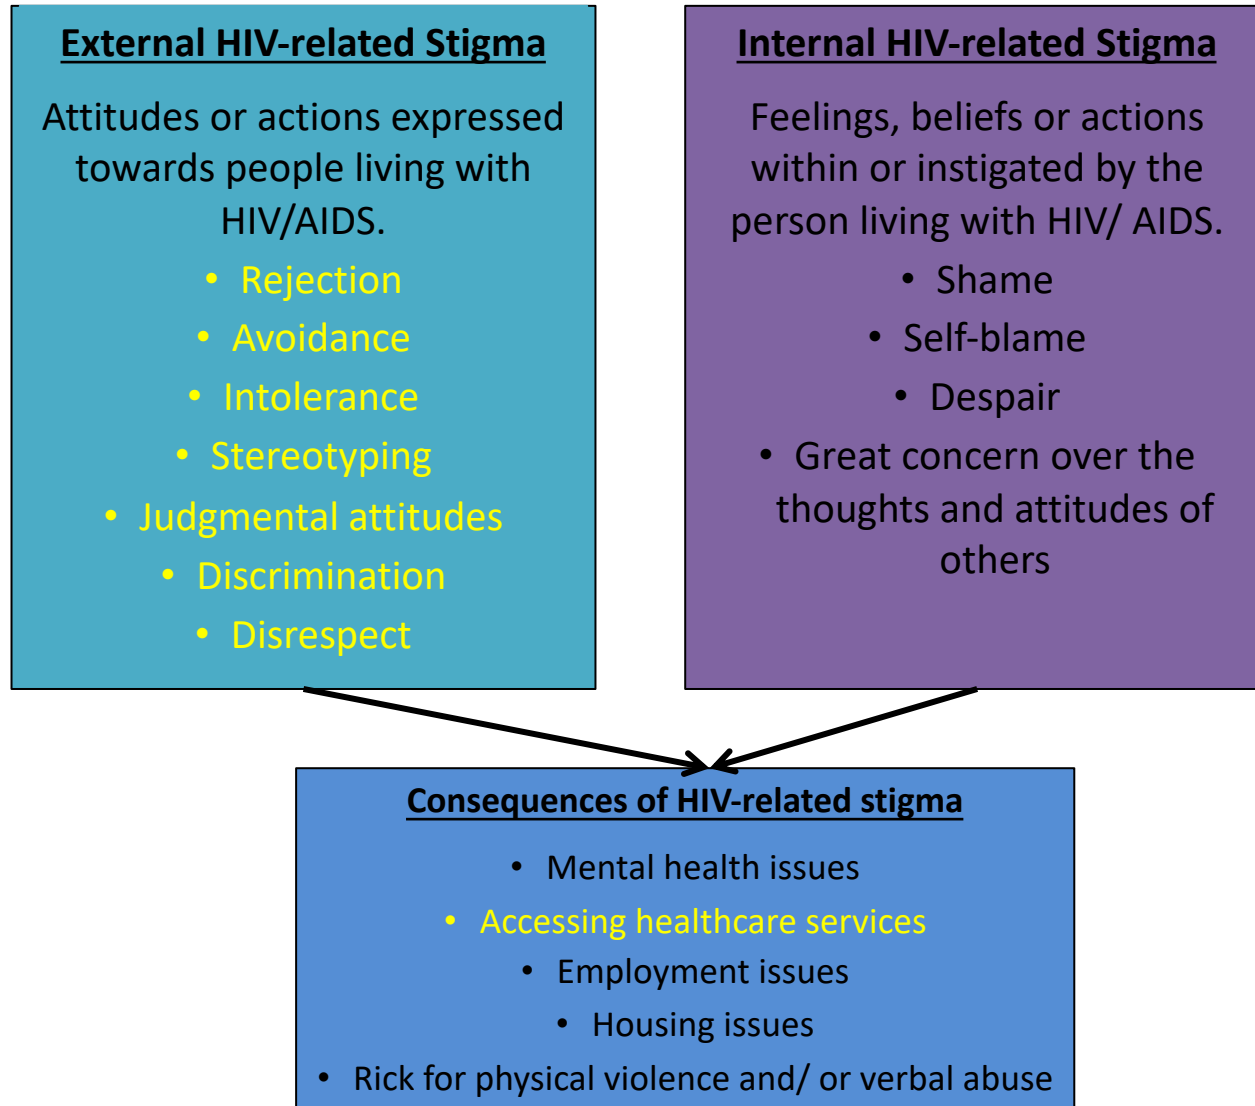 External HIV-related Stigma
Attitudes or actions expressed
towards people living with
HIV/AIDS.
• Rejection
• Avoidance
• Intolerance
• Stereotyping
• Judgmental attitudes
• Discrimination
• Disrespect
Internal HIV-related Stigma
Feelings, beliefs or actions
within or instigated by the
person living with HIV/ AIDS.
• Shame
• Self-blame
• Despair
• Great concern over the
thoughts and attitudes of
others
Consequences of HIV-related stigma
• Mental health issues
• Accessing healthcare services
• Employment issues
• Housing issues
• Rick for physical violence and/ or verbal abuse